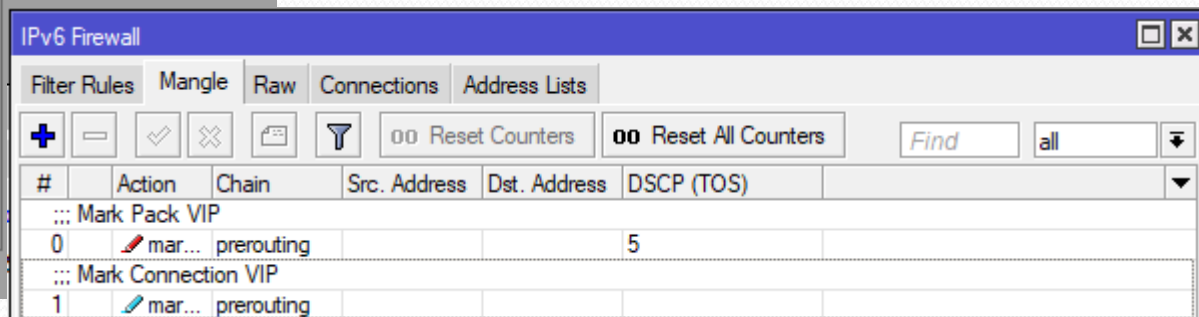 IPv6 Firewall
Filter Rules Mangle Raw Connections Address Lists
00 Reset Counters 00 Reset All Counters Find all
# Action Chain Src. Address Dst. Address DSCP (TOS)
;;; Mark Pack VIP
0 mar... prerouting 5
;;; Mark Connection VIP
1 mar... prerouting